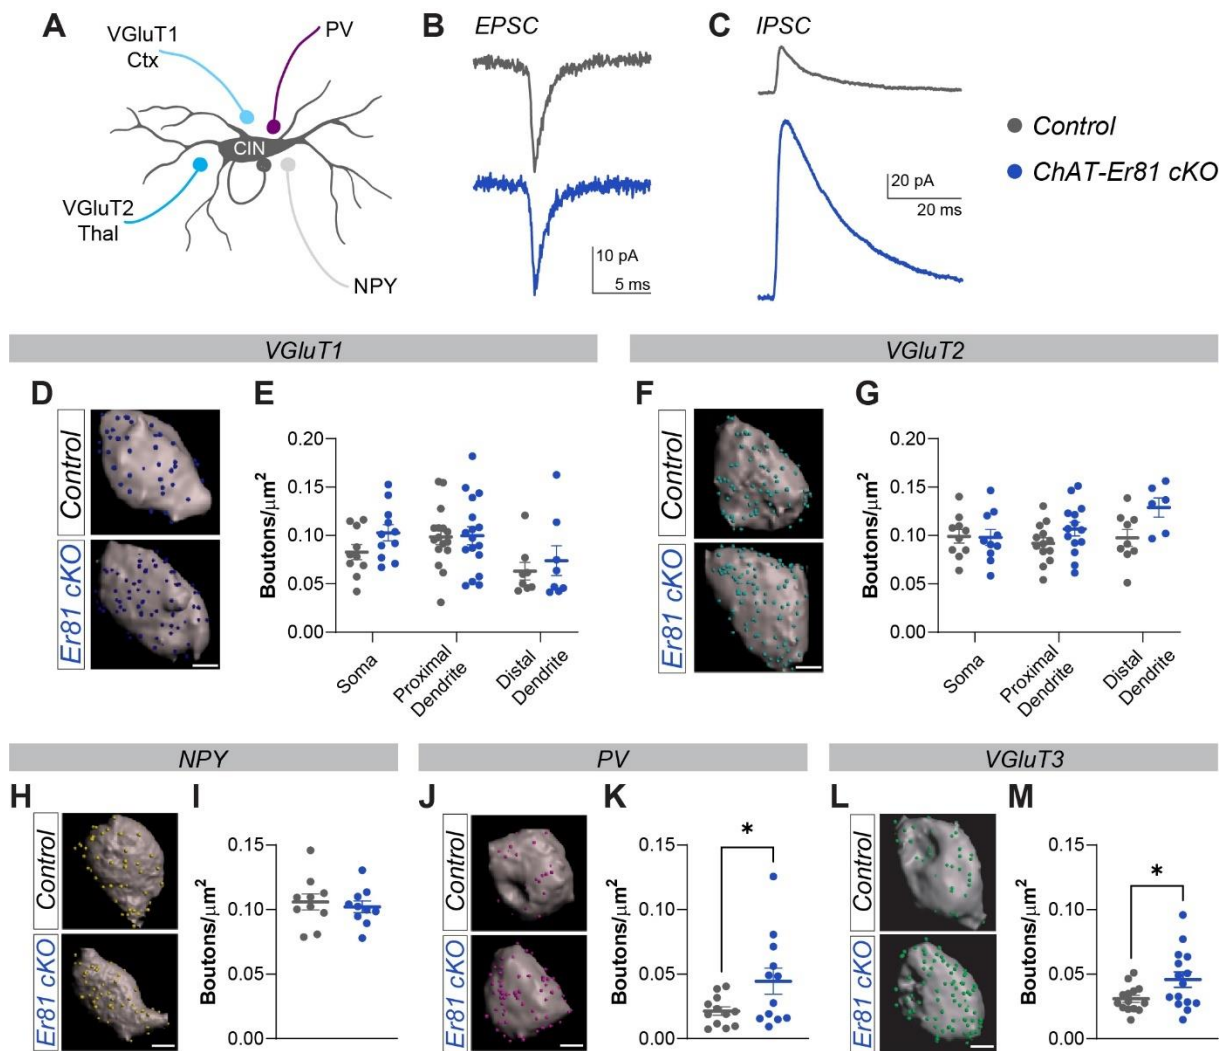 A
VGluT1
Ctx
PV
CIN
VGluT2
Thal
NPY
B
EPSC
10 pA
5 ms
C
IPSC
20 pA
20 ms
Control
ChAT-Er81 cKO
VGluT1
VGluT2
D
Control
Er81 cKO
E
Boutons/μm²
0.20
0.15
0.10
0.05
0.00
Soma
Proximal
Dendrite
Distal
Dendrite
F
Control
Er81 cKO
G
Boutons/μm²
0.20
0.15
0.10
0.05
0.00
Soma
Proximal
Dendrite
Distal
Dendrite
NPY
PV
VGluT3
H
Control
Er81 cKO
I
Boutons/μm²
0.15
0.10
0.05
0.00
J
Control
Er81 cKO
K
Boutons/μm²
0.15
0.10
0.05
0.00
*
L
Control
Er81 cKO
M
Boutons/μm²
0.15
0.10
0.05
0.00
*